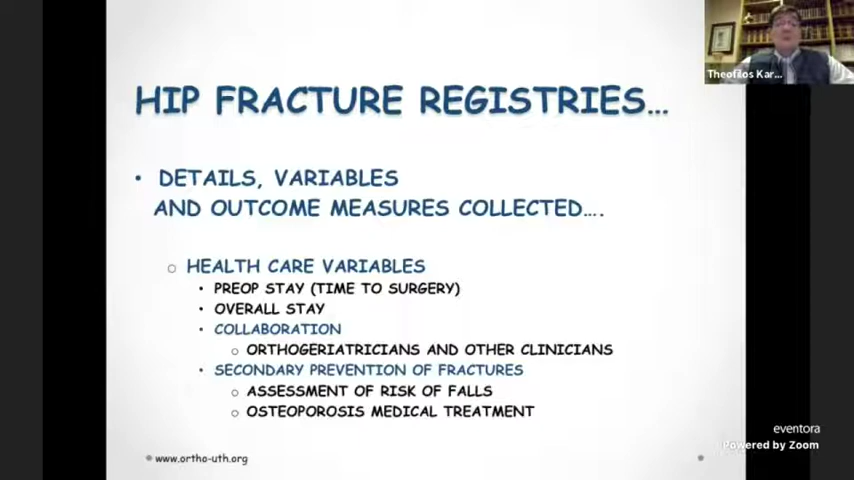 HIP FRACTURE REGISTRIES...
• DETAILS, VARIABLES
AND OUTCOME MEASURES COLLECTED....
○ HEALTH CARE VARIABLES
• PREOP STAY (TIME TO SURGERY)
• OVERALL STAY
• COLLABORATION
○ ORTHOGERIATRICIANS AND OTHER CLINICIANS
• SECONDARY PREVENTION OF FRACTURES
○ ASSESSMENT OF RISK OF FALLS
○ OSTEOPOROSIS MEDICAL TREATMENT
www.ortho-uth.org
Theofilos Kar...
eventora
Powered by Zoom